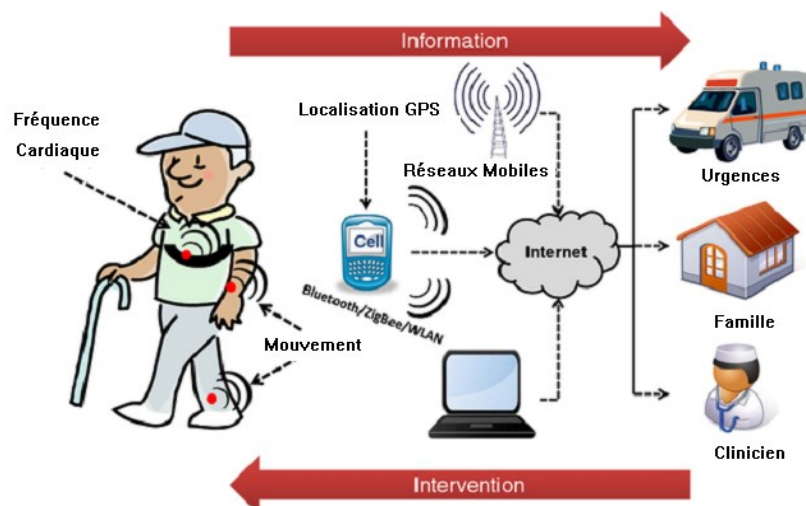 Information
Fréquence
Cardiaque
Localisation GPS
Réseaux Mobiles
Urgences
Cell
Internet
Bluetooth/ZigBee/WLAN
Mouvement
Famille
Clinicien
Intervention